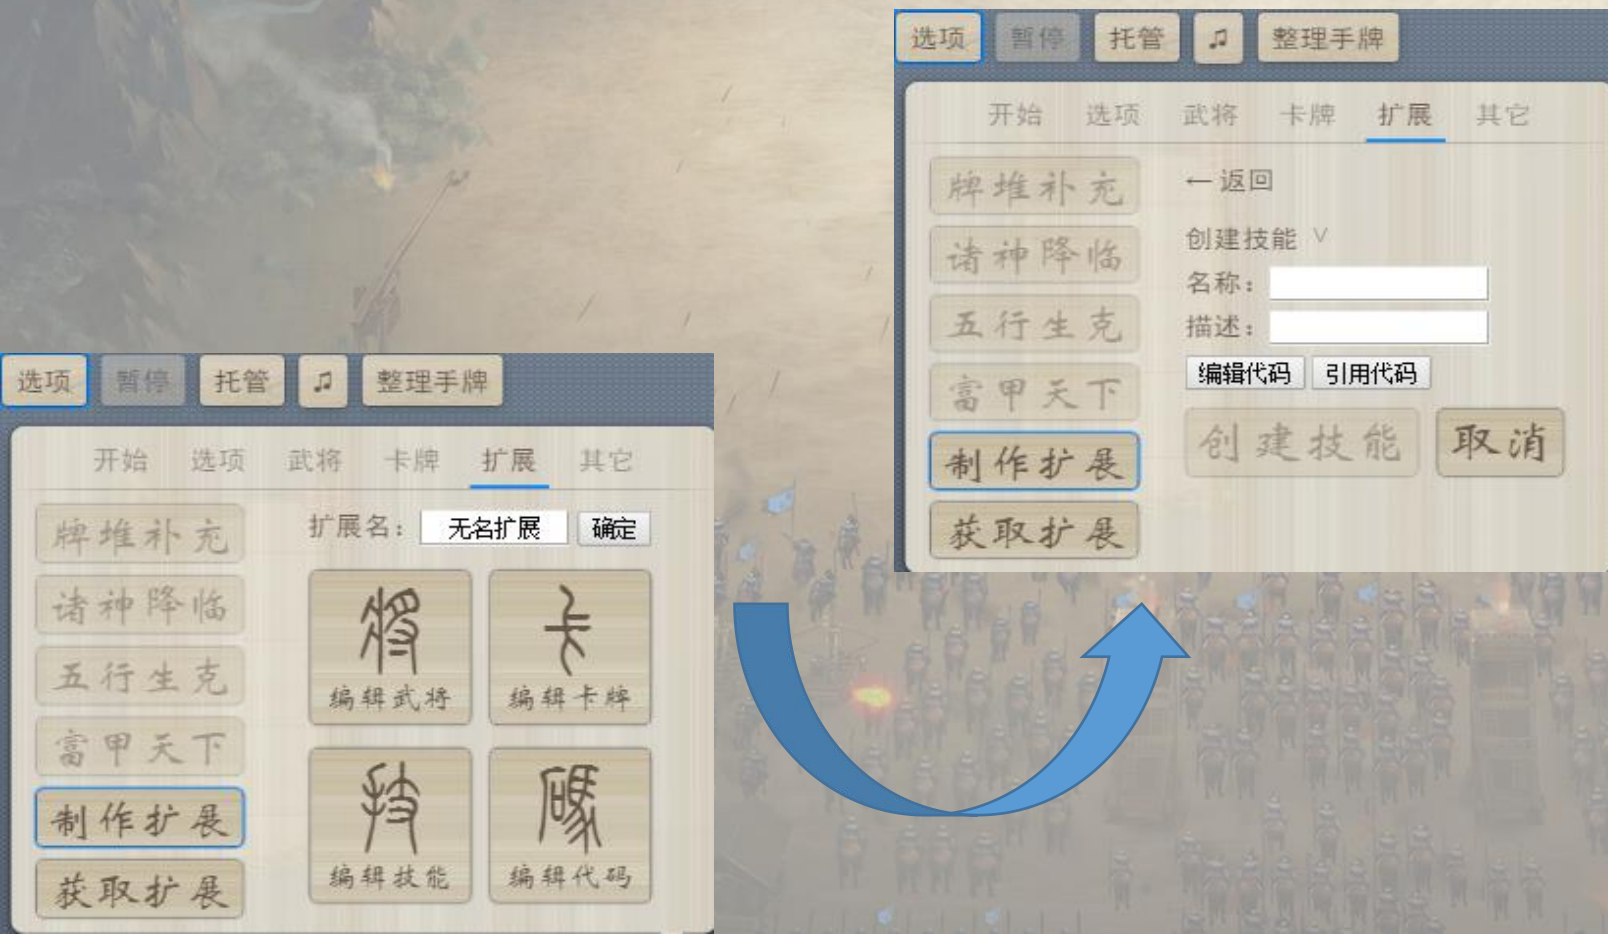 选项 暂停 托管 ♫ 整理手牌
开始 选项 武将 卡牌 扩展 其它
牌堆补充
诸神降临
五行生克
富甲天下
制作扩展
获取扩展
←返回
创建技能 ∨
名称：
描述：
编辑代码 引用代码
创建技能 取消
选项 暂停 托管 ♫ 整理手牌
开始 选项 武将 卡牌 扩展 其它
牌堆补充
诸神降临
五行生克
富甲天下
制作扩展
获取扩展
扩展名： 无名扩展 确定
将 卡
编辑武将 编辑卡牌
技 碼
编辑技能 编辑代码